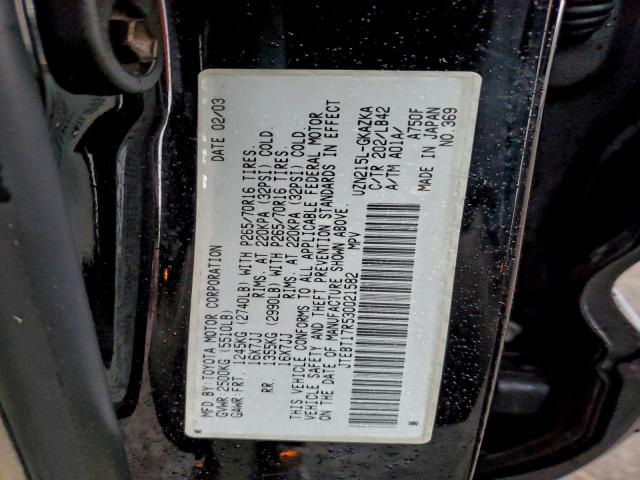 MFD. BY: TOYOTA MOTOR CORPORATION DATE 02/03
GVWR: 2500KG (5510LB)
GAWR: FRT. 1245KG (2740LB) WITH P265/70R16 TIRES.
16X7JJ RIMS. AT 220KPA (32PSI) COLD.
RR. 1355KG (2990LB) WITH P265/70R16 TIRES.
16X7JJ RIMS. AT 220KPA (32PSI) COLD.
THIS VEHICLE CONFORMS TO ALL APPLICABLE FEDERAL MOTOR
VEHICLE SAFETY AND THEFT PREVENTION STANDARDS IN EFFECT
ON THE DATE OF MANUFACTURE SHOWN ABOVE.
JTEBT17R530021582 MPV
UZN215L-GKAZKA
C/TR 202/LB42
A/TM A01A/ A750F
MADE IN JAPAN
NO.369